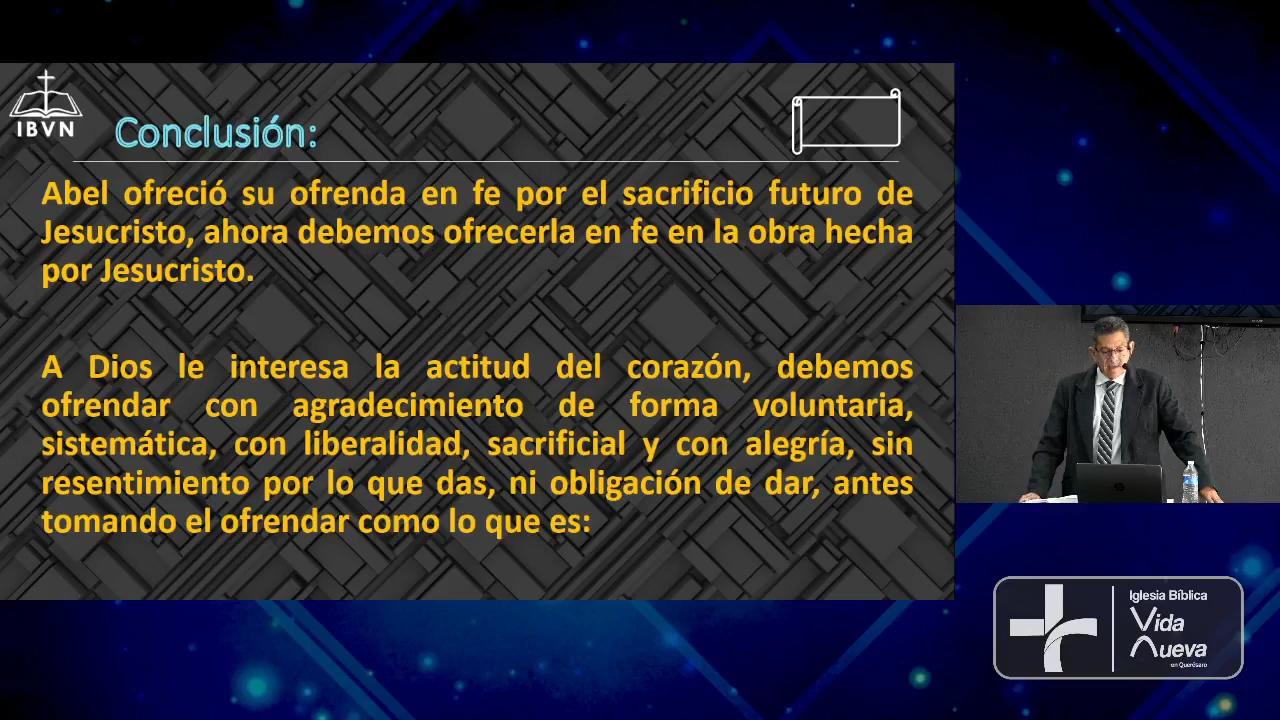 IBVN
Conclusión:
Abel ofreció su ofrenda en fe por el sacrificio futuro de
Jesucristo, ahora debemos ofrecerla en fe en la obra hecha
por Jesucristo.
A Dios le interesa la actitud del corazón, debemos
ofrendar con agradecimiento de forma voluntaria,
sistemática, con liberalidad, sacrificial y con alegría, sin
resentimiento por lo que das, ni obligación de dar, antes
tomando el ofrendar como lo que es:
Iglesia Bíblica
Vida
Nueva
en Querétaro